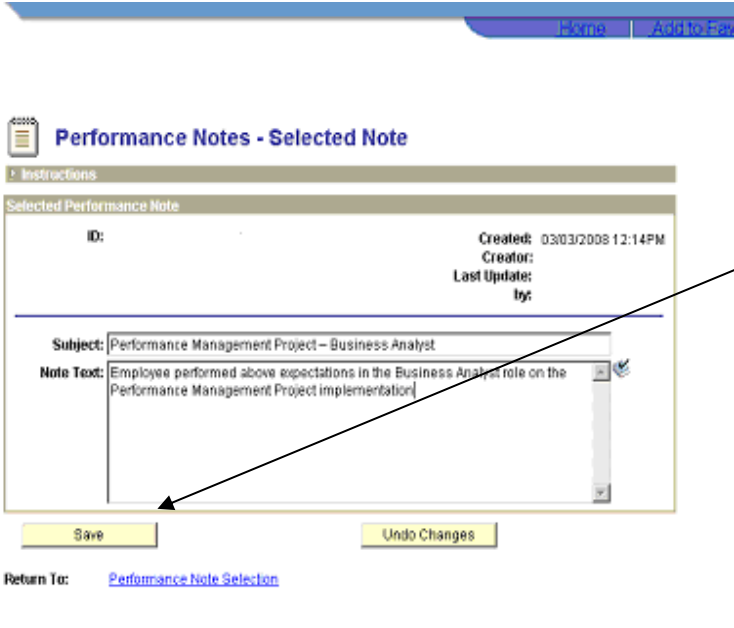 Home Add to Fav
Performance Notes - Selected Note
Instructions
Selected Performance Note
ID:
Created: 03/03/2008 12:14PM
Creator:
Last Update:
by:
Subject: Performance Management Project – Business Analyst
Note Text: Employee performed above expectations in the Business Analyst role on the
Performance Management Project implementation
Save Undo Changes
Return To: Performance Note Selection